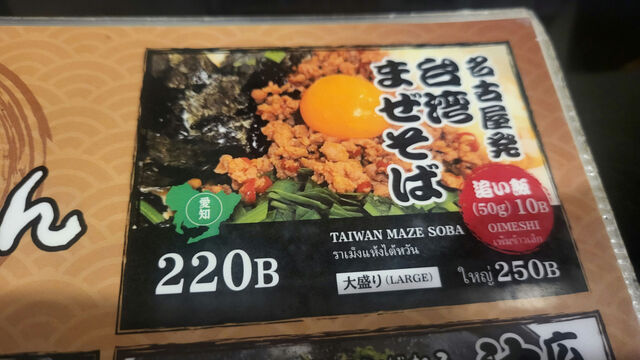 名古屋発
台湾
まぜそば
愛知
追い飯
(50g) 10B
OIMESHI
เพิ่มข้าวเล็ก
TAIWAN MAZE SOBA
ราเม็งแห้งไต้หวัน
220B
大盛り(LARGE)
ใหญ่ 250B
ん